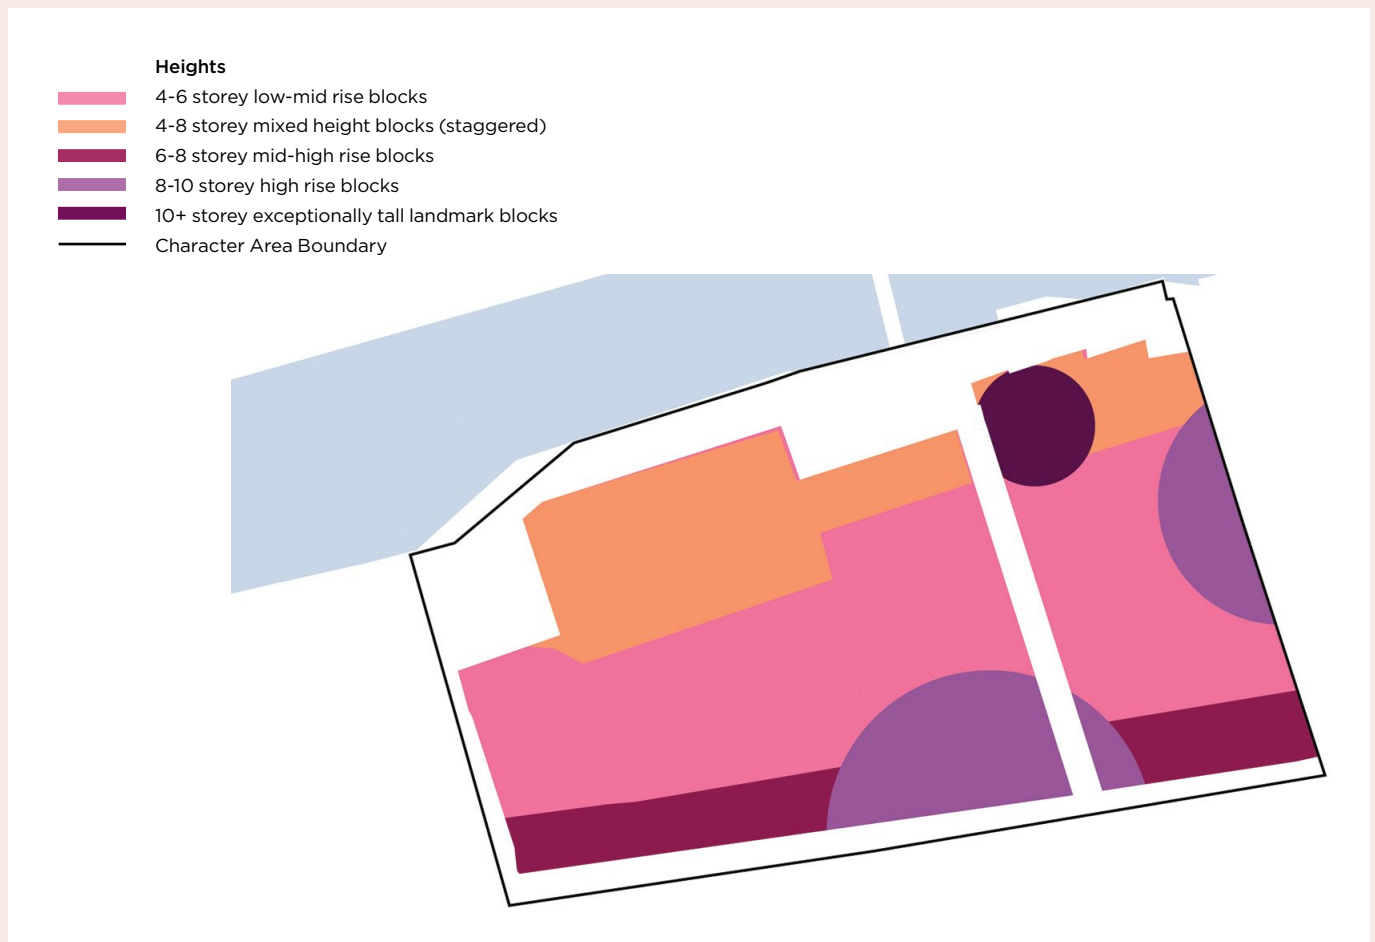 Heights
4-6 storey low-mid rise blocks
4-8 storey mixed height blocks (staggered)
6-8 storey mid-high rise blocks
8-10 storey high rise blocks
10+ storey exceptionally tall landmark blocks
Character Area Boundary